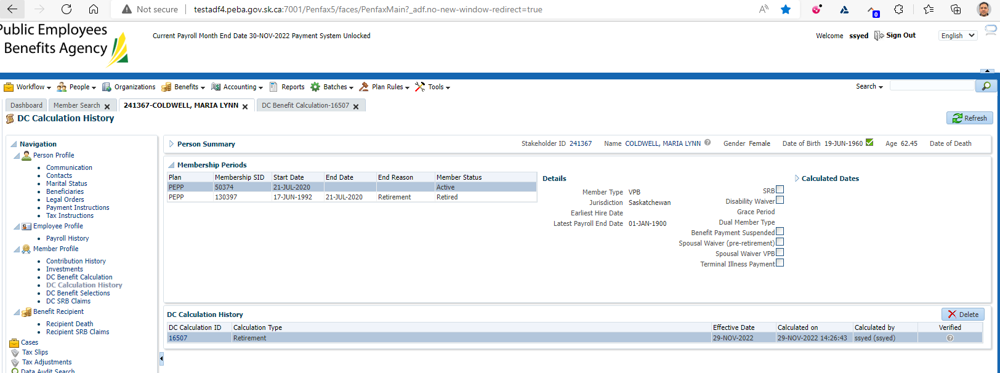 Not secure | testadf4.peba.gov.sk.ca:7001/Penfax5/faces/PenfaxMain?_adf.no-new-window-redirect=true
0
Public Employees
Benefits Agency
Current Payroll Month End Date 30-NOV-2022 Payment System Unlocked
Welcome ssyed Sign Out English
Workflow People Organizations Benefits Accounting Reports Batches Plan Rules Tools Search
Dashboard Member Search 241367-COLDWELL, MARIA LYNN DC Benefit Calculation-16507
DC Calculation History Refresh
Navigation
Person Profile
Communication
Contacts
Marital Status
Beneficiaries
Legal Orders
Payment Instructions
Tax Instructions
Employee Profile
Payroll History
Member Profile
Contribution History
Investments
DC Benefit Calculation
DC Calculation History
DC Benefit Selections
DC SRB Claims
Benefit Recipient
Recipient Death
Recipient SRB Claims
Cases
Tax Slips
Tax Adjustments
Data Audit Search
Person Summary Stakeholder ID 241367 Name COLDWELL, MARIA LYNN Gender Female Date of Birth 19-JUN-1960 Age 62.45 Date of Death
Membership Periods
Plan Membership SID Start Date End Date End Reason Member Status
PEPP 50374 21-JUL-2020 Active
PEPP 130397 17-JUN-1992 21-JUL-2020 Retirement Retired
Details
Member Type VPB
Jurisdiction Saskatchewan
Earliest Hire Date
Latest Payroll End Date 01-JAN-1900
SRB
Disability Waiver
Grace Period
Dual Member Type
Benefit Payment Suspended
Spousal Waiver (pre-retirement)
Spousal Waiver VPB
Terminal Illness Payment
Calculated Dates
DC Calculation History Delete
DC Calculation ID Calculation Type Effective Date Calculated on Calculated by Verified
16507 Retirement 29-NOV-2022 29-NOV-2022 14:26:43 ssyed (ssyed)